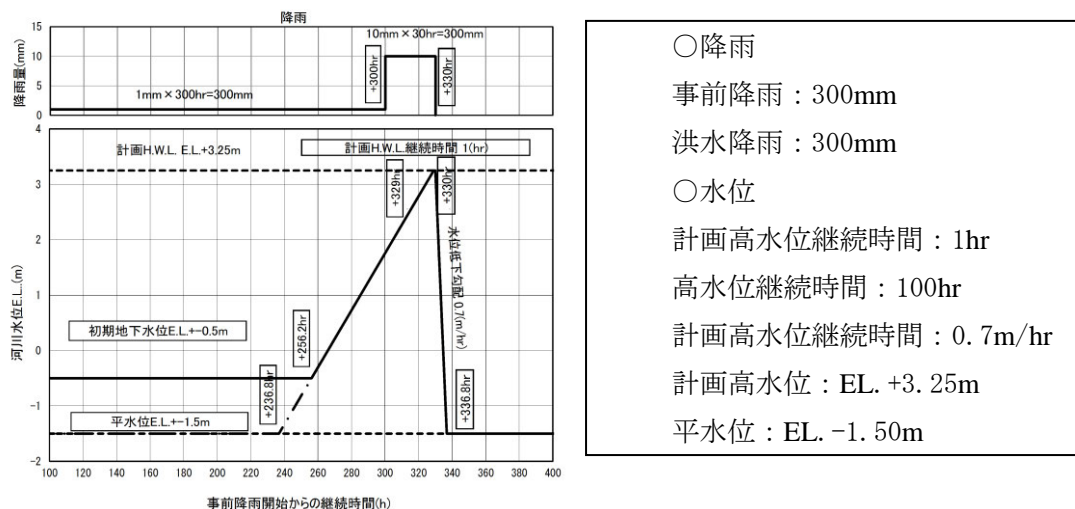 降雨
降雨量(mm)
15
10
5
0
1mm×300hr=300mm
10mm×30hr=300mm
+300hr
+330hr
河川水位E.L.(m)
4
3
2
1
0
-1
-2
計画H.W.L. E.L.+3.25m
計画H.W.L.継続時間 1(hr)
+329hr
+330hr
水位低下勾配 0.7(m/hr)
初期地下水位E.L.+-0.5m
+256.2hr
+236.8hr
平水位E.L.+-1.5m
+336.8hr
100 120 140 160 180 200 220 240 260 280 300 320 340 360 380 400
事前降雨開始からの継続時間(h)
○降雨
事前降雨：300mm
洪水降雨：300mm
○水位
計画高水位継続時間：1hr
高水位継続時間：100hr
計画高水位継続時間：0.7m/hr
計画高水位：EL.+3.25m
平水位：EL.-1.50m